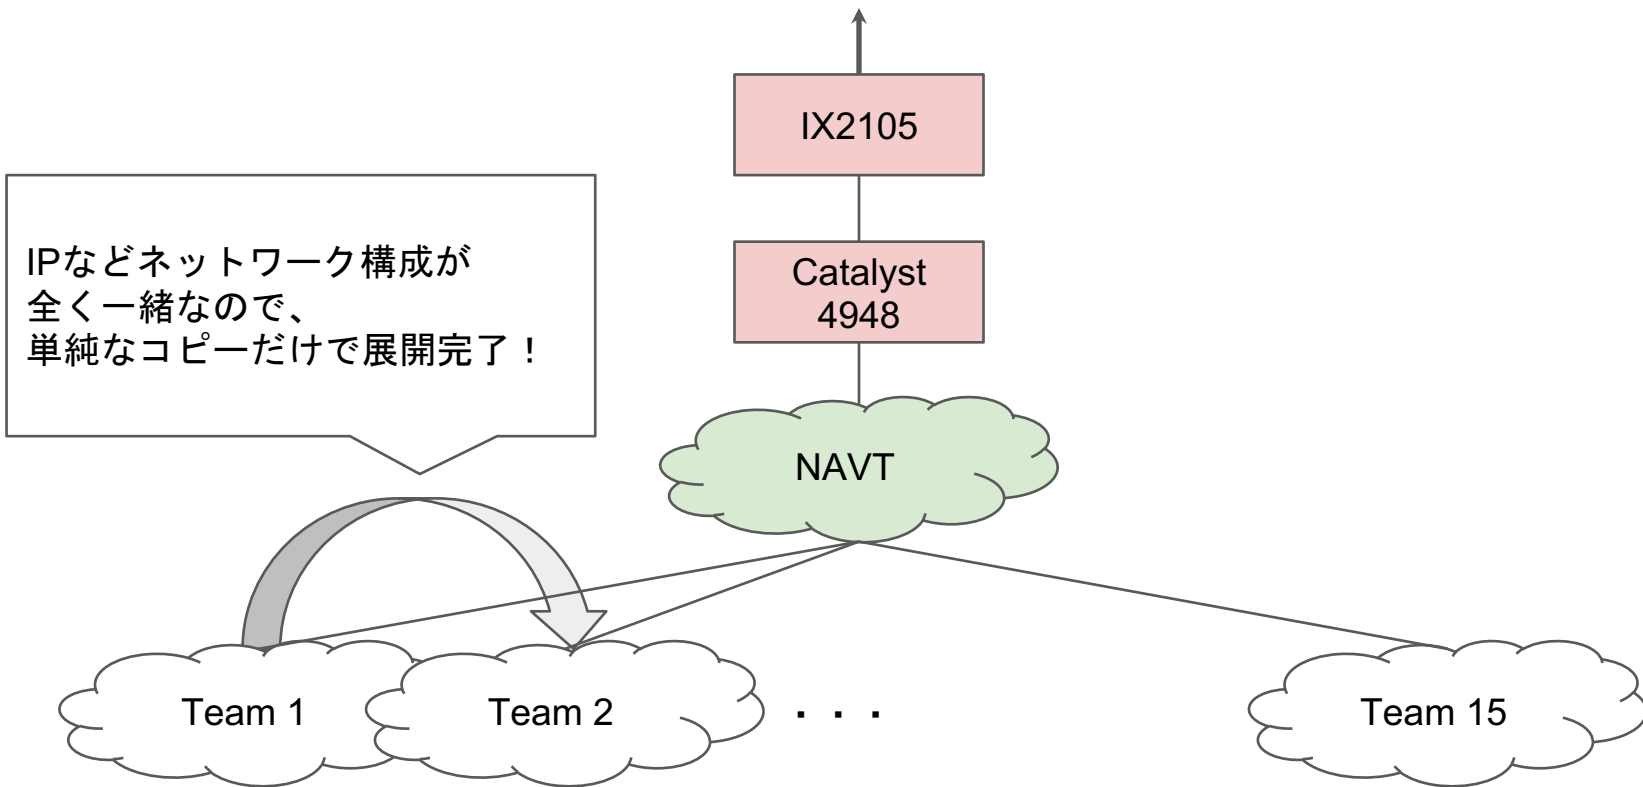 IX2105
IPなどネットワーク構成が
全く一緒なので、
単純なコピーだけで展開完了！
Catalyst
4948
NAVT
Team 1
Team 2
・・・
Team 15